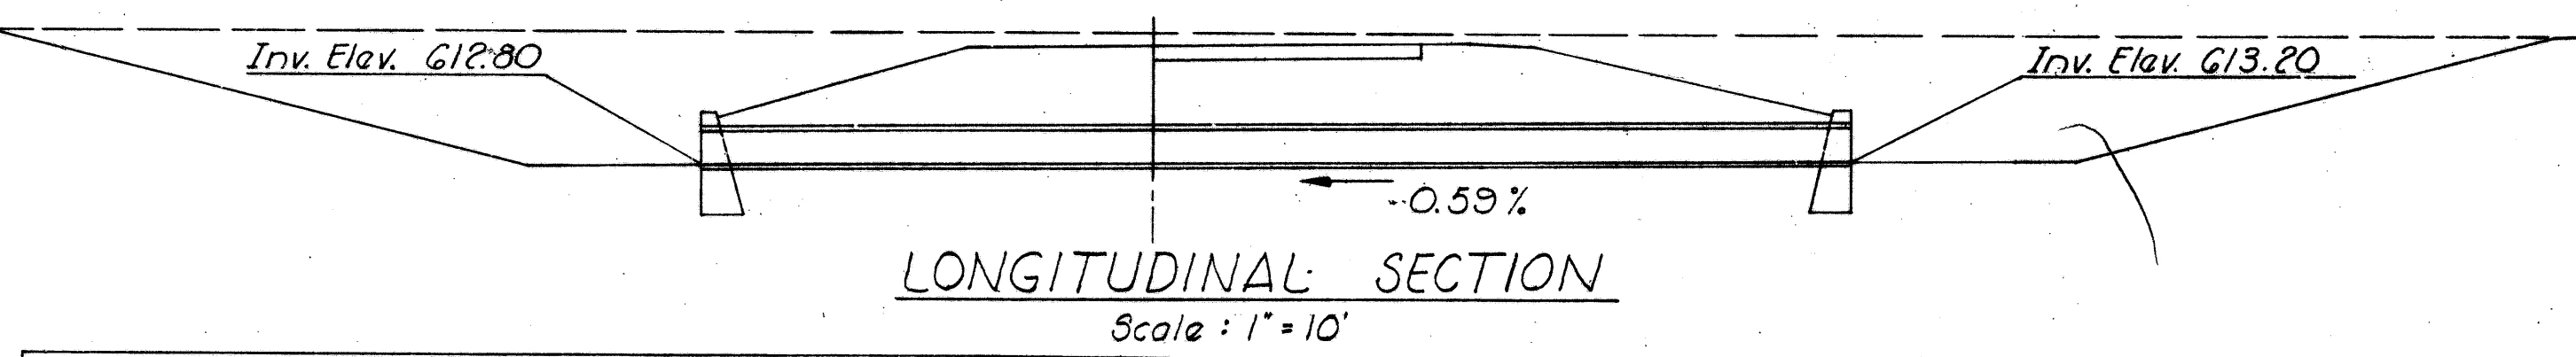 Inv. Elev. 612.80
Inv. Elev. 613.20
-0.59%
LONGITUDINAL SECTION
Scale : 1" = 10'